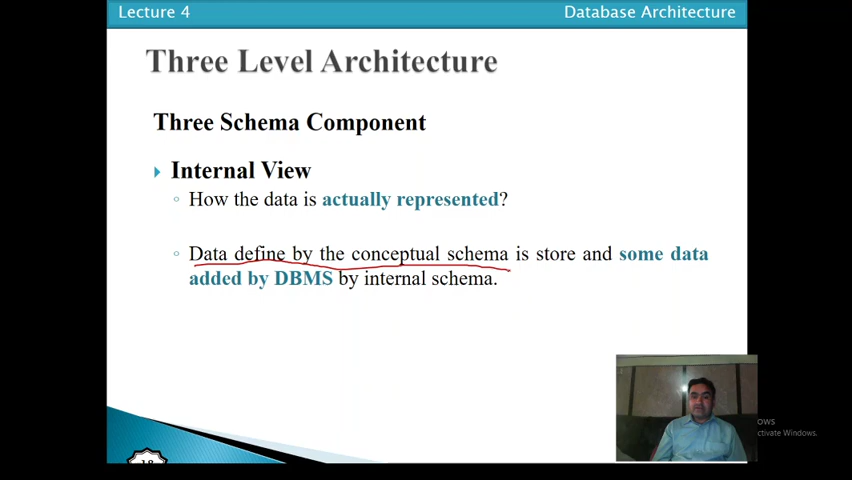 Lecture 4
Database Architecture
Three Level Architecture
Three Schema Component
Internal View
How the data is actually represented?
Data define by the conceptual schema is store and some data
added by DBMS by internal schema.
18
ctivate Windows.